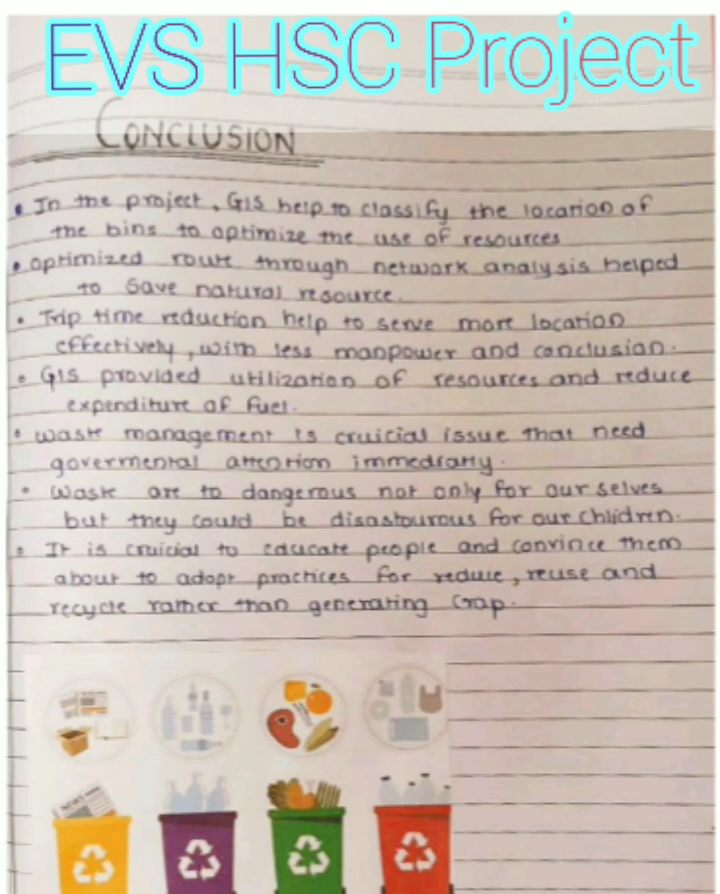 EVS HSC Project
CONCLUSION
• In the project, GIS help to classify the location of
the bins to optimize the use of resources
• optimized route through network analysis helped
to save natural resource.
• Trip time reduction help to serve more location
effectively, with less manpower and conclusion.
• GIS provided utilization of resources and reduce
expenditure of fuel.
• waste management is cruicial issue that need
govermental attention immediatly.
• Waste are to dangerous not only for our selves
but they could be disastourous for our chlidren.
• It is cruicial to educate people and convince them
about to adopt practices for reduce, reuse and
recycle rather than generating Crap.